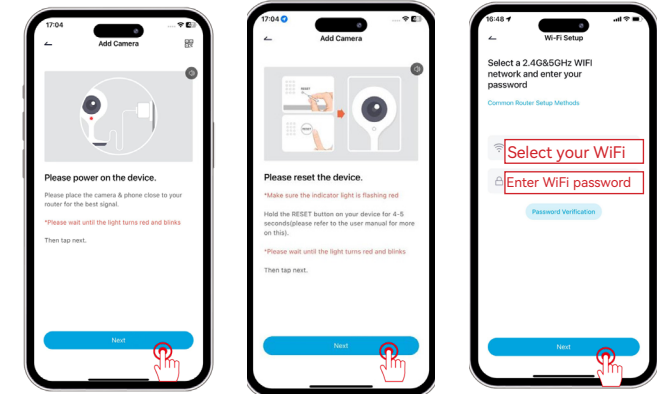 17:04
Add Camera
Please power on the device.
Please place the camera & phone close to your
router for the best signal.
*Please wait until the light turns red and blinks
Then tap next.
Next
17:04
Add Camera
RESET
RESET
Please reset the device.
*Make sure the indicator light is flashing red
Hold the RESET button on your device for 4-5
seconds(please refer to the user manual for more
on this).
*Please wait until the light turns red and blinks
Then tap next.
Next
16:48
Wi-Fi Setup
Select a 2.4G&5GHz WIFI
network and enter your
password
Common Router Setup Methods
Select your WiFi
Enter WiFi password
Password Verification
Next